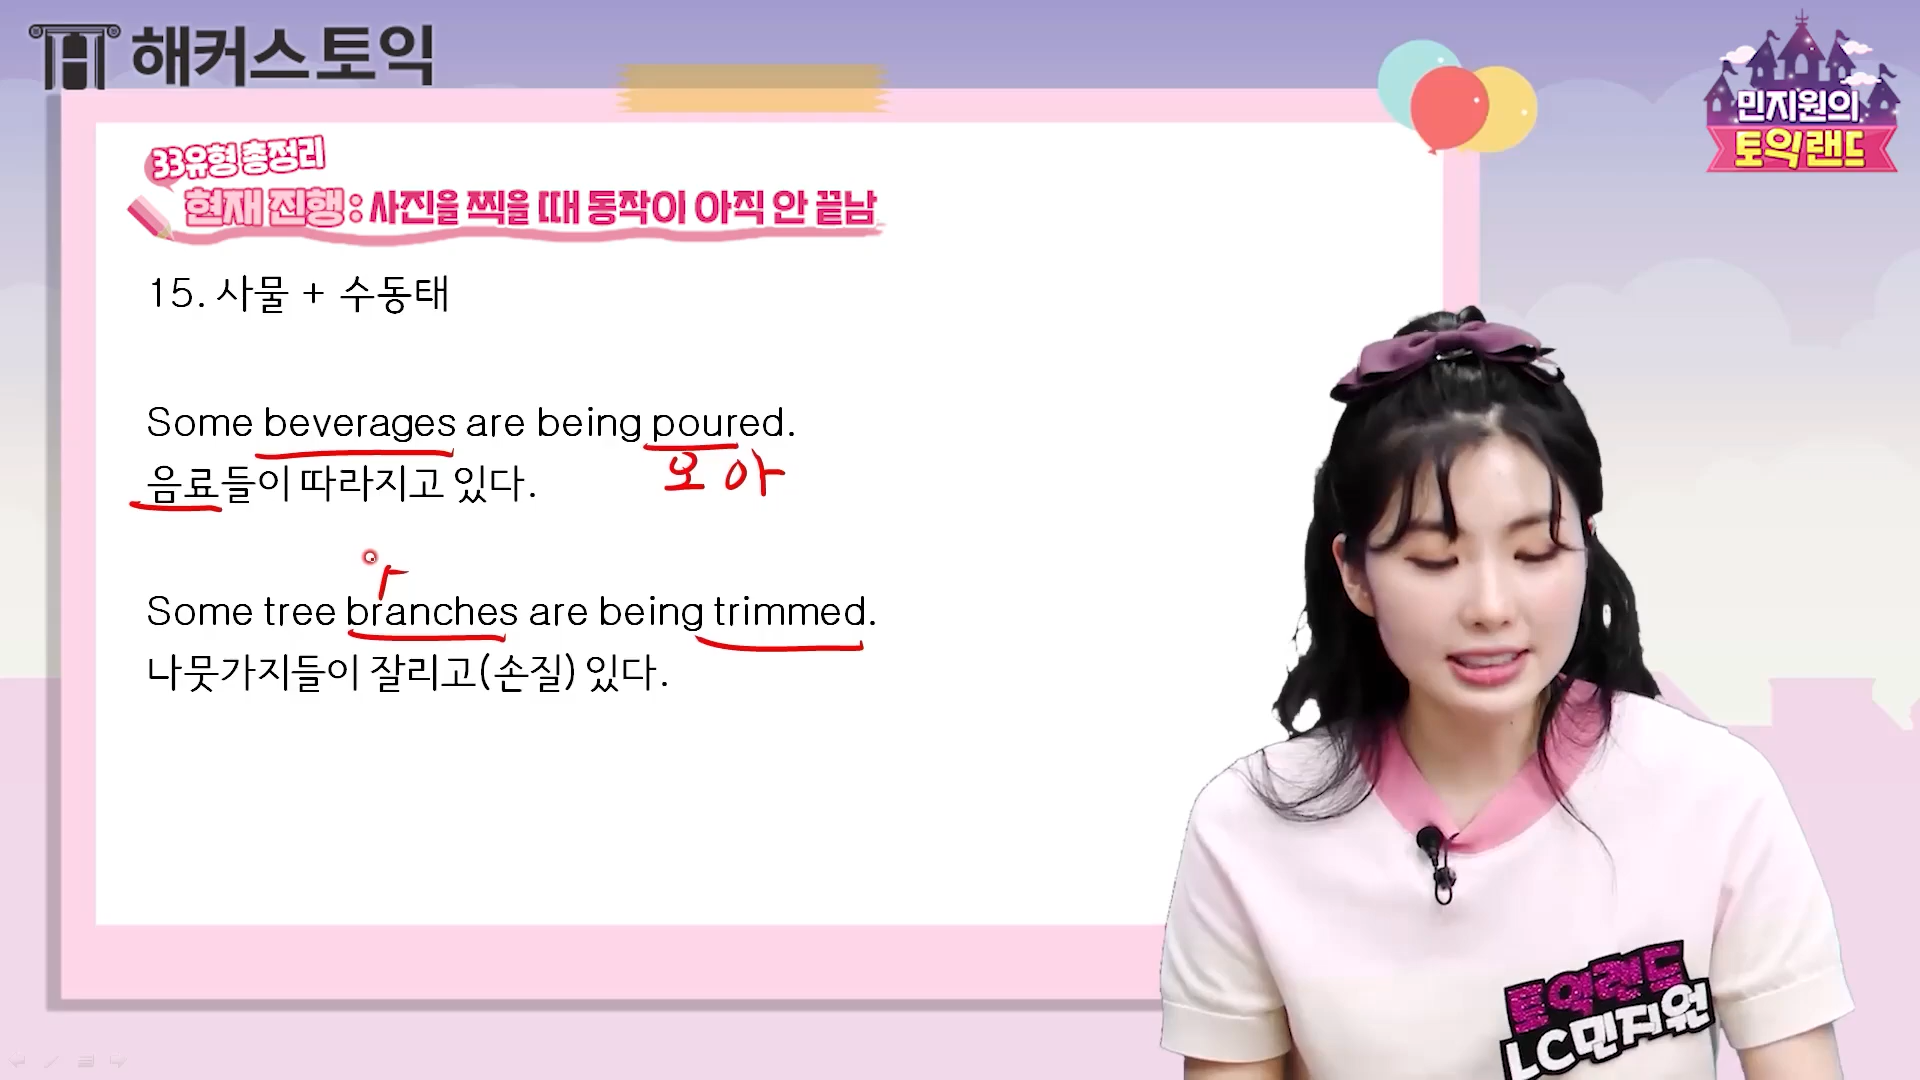 해커스토익
민지원의
토익랜드
33유형 총정리
현재 진행 : 사진을 찍을 때 동작이 아직 안 끝남
15. 사물 + 수동태
Some beverages are being poured.
음료들이 따라지고 있다.
오 아
Some tree branches are being trimmed.
나뭇가지들이 잘리고(손질) 있다.
토익랜드
LC민지원